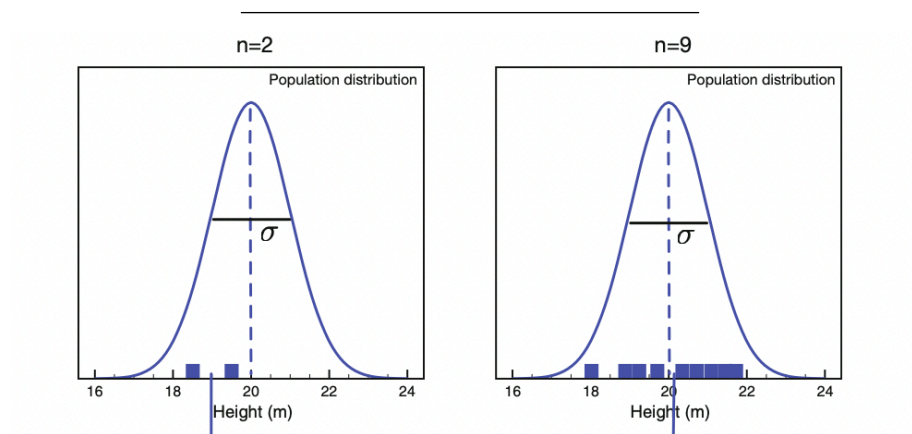 n=2
Population distribution
σ
16 18 20 22 24
Height (m)
n=9
Population distribution
σ
16 18 20 22 24
Height (m)